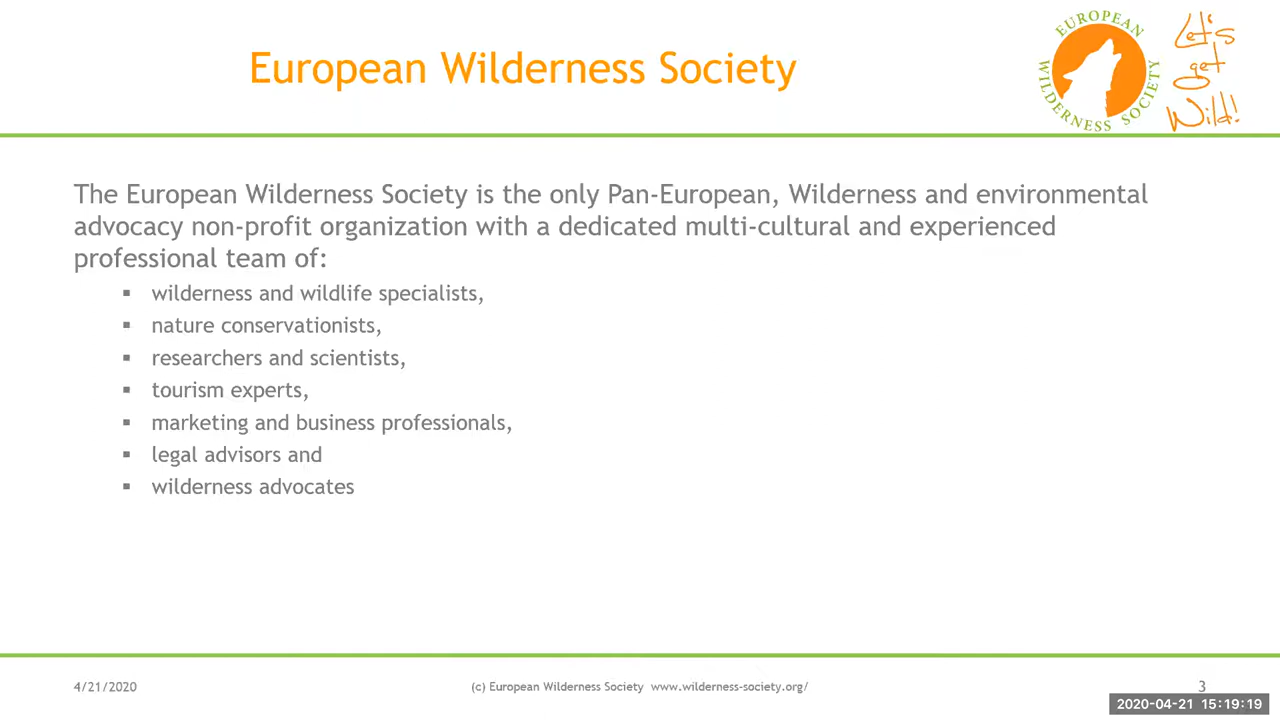 European Wilderness Society
EUROPEAN
WILDERNESS SOCIETY
Let's
get
Wild!
The European Wilderness Society is the only Pan-European, Wilderness and environmental
advocacy non-profit organization with a dedicated multi-cultural and experienced
professional team of:
▪ wilderness and wildlife specialists,
▪ nature conservationists,
▪ researchers and scientists,
▪ tourism experts,
▪ marketing and business professionals,
▪ legal advisors and
▪ wilderness advocates
4/21/2020
(c) European Wilderness Society www.wilderness-society.org/
3
2020-04-21 15:19:19